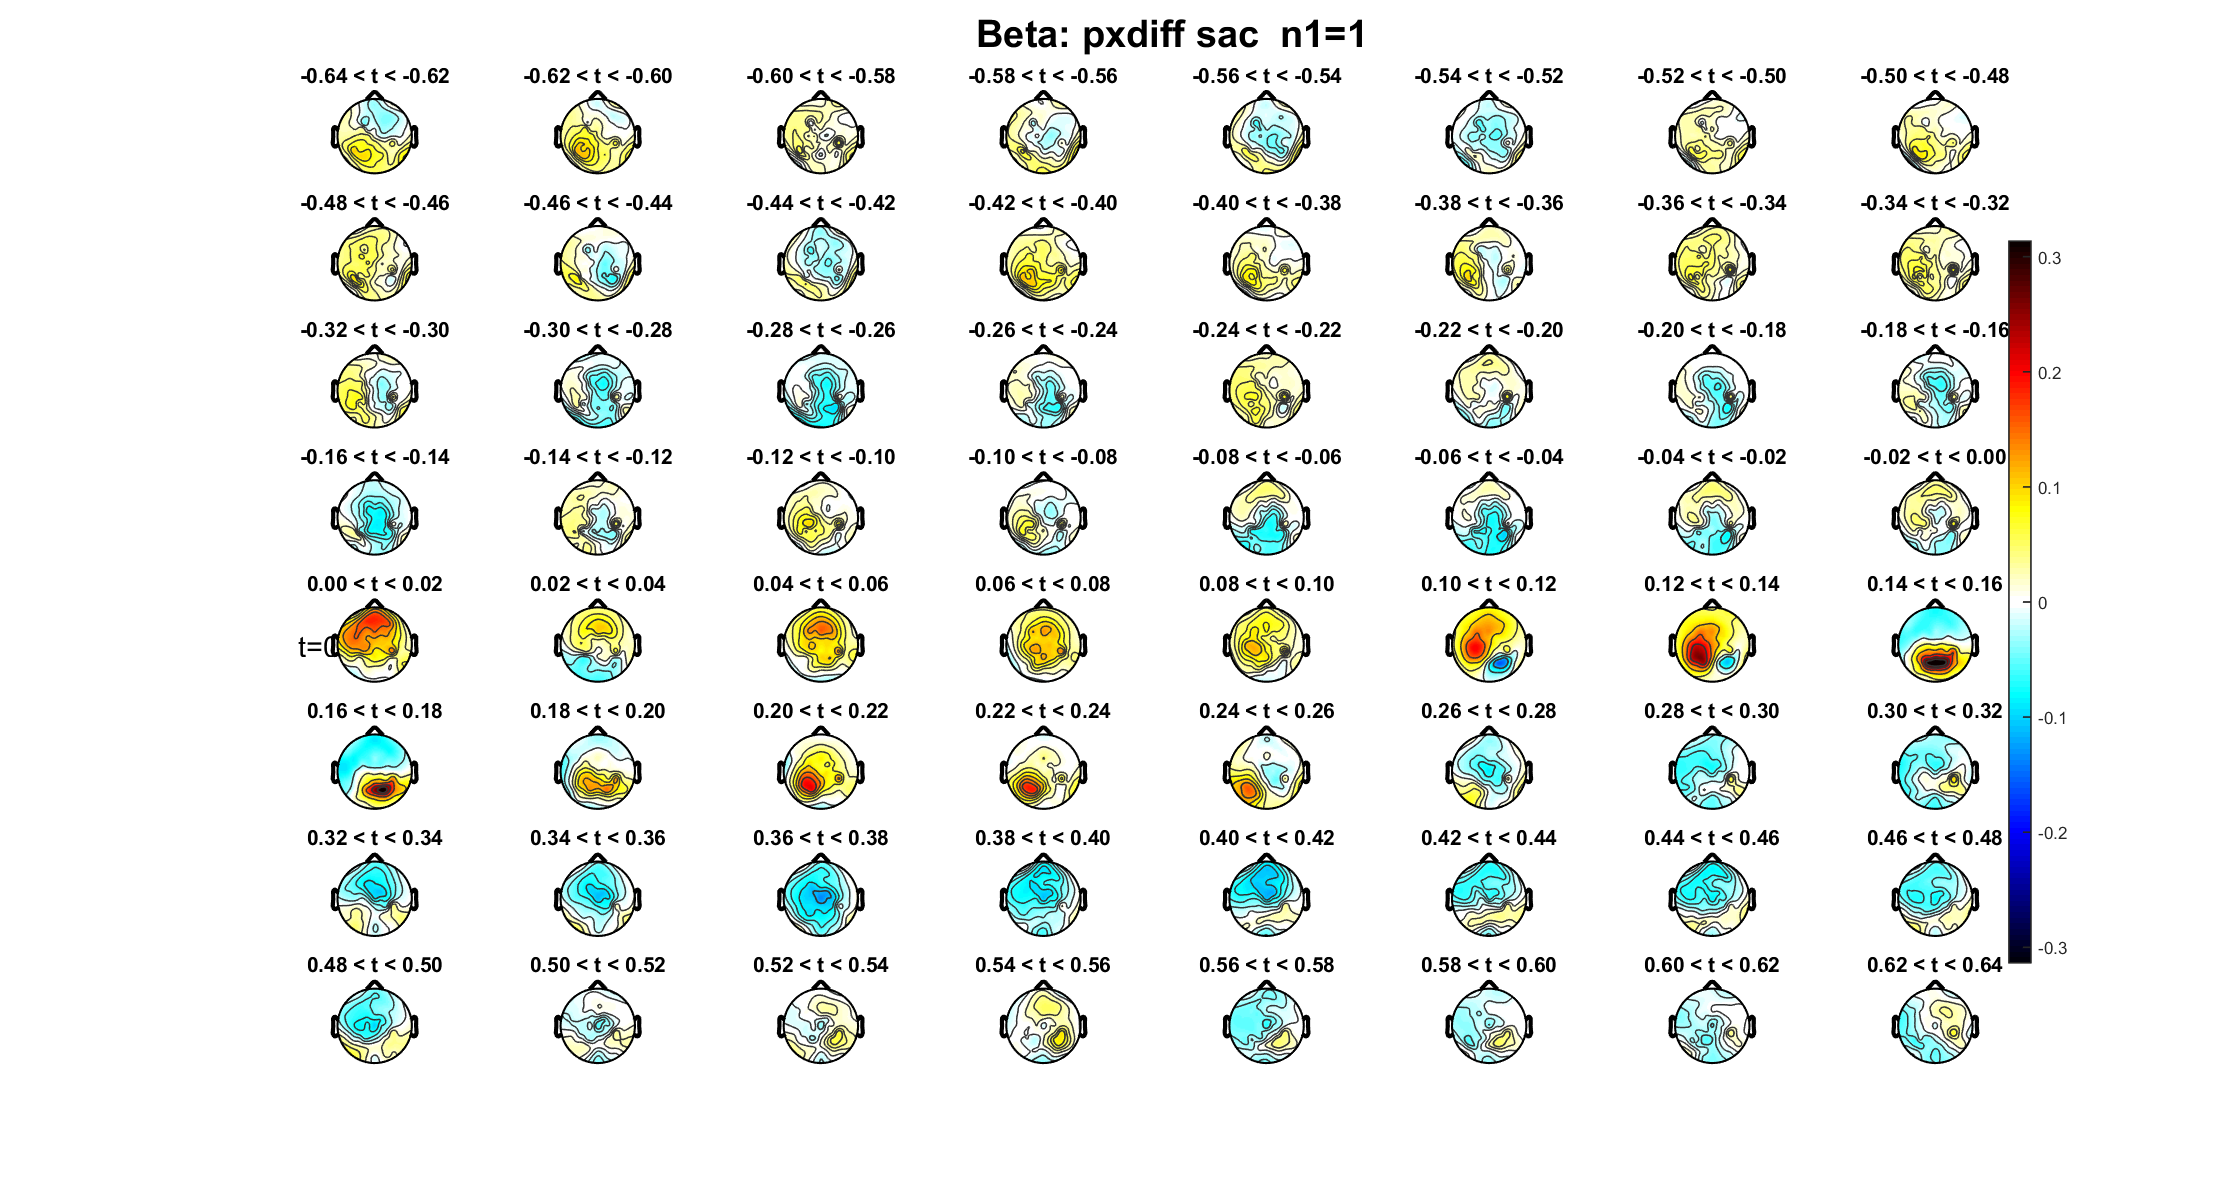 Beta: pxdiff sac  n1=1
-0.64 < t < -0.62 -0.62 < t < -0.60 -0.60 < t < -0.58 -0.58 < t < -0.56 -0.56 < t < -0.54 -0.54 < t < -0.52 -0.52 < t < -0.50 -0.50 < t < -0.48
-0.48 < t < -0.46 -0.46 < t < -0.44 -0.44 < t < -0.42 -0.42 < t < -0.40 -0.40 < t < -0.38 -0.38 < t < -0.36 -0.36 < t < -0.34 -0.34 < t < -0.32
0.3
-0.32 < t < -0.30 -0.30 < t < -0.28 -0.28 < t < -0.26 -0.26 < t < -0.24 -0.24 < t < -0.22 -0.22 < t < -0.20 -0.20 < t < -0.18 -0.18 < t < -0.16
0.2
-0.16 < t < -0.14 -0.14 < t < -0.12 -0.12 < t < -0.10 -0.10 < t < -0.08 -0.08 < t < -0.06 -0.06 < t < -0.04 -0.04 < t < -0.02 -0.02 < t < 0.00
0.1
0.00 < t < 0.02 0.02 < t < 0.04 0.04 < t < 0.06 0.06 < t < 0.08 0.08 < t < 0.10 0.10 < t < 0.12 0.12 < t < 0.14 0.14 < t < 0.16
0
t=0
0.16 < t < 0.18 0.18 < t < 0.20 0.20 < t < 0.22 0.22 < t < 0.24 0.24 < t < 0.26 0.26 < t < 0.28 0.28 < t < 0.30 0.30 < t < 0.32
-0.1
0.32 < t < 0.34 0.34 < t < 0.36 0.36 < t < 0.38 0.38 < t < 0.40 0.40 < t < 0.42 0.42 < t < 0.44 0.44 < t < 0.46 0.46 < t < 0.48
-0.2
-0.3
0.48 < t < 0.50 0.50 < t < 0.52 0.52 < t < 0.54 0.54 < t < 0.56 0.56 < t < 0.58 0.58 < t < 0.60 0.60 < t < 0.62 0.62 < t < 0.64